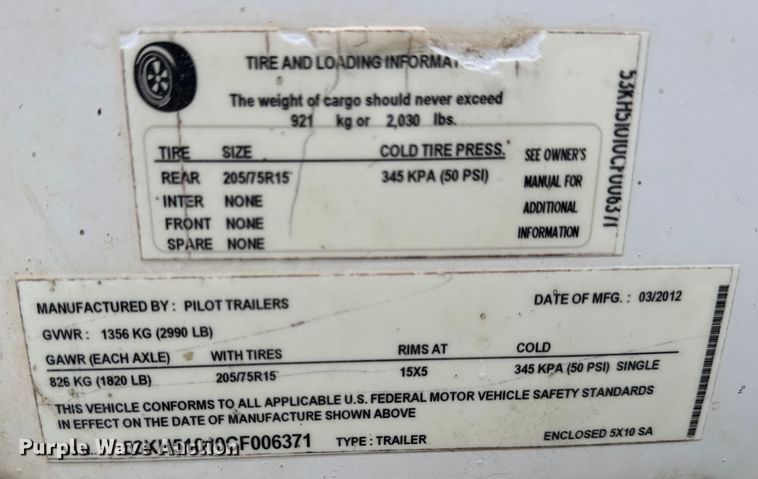 TIRE AND LOADING
The weight of cargo should never exceed
921 kg or 2,030 lbs.
TIRE SIZE COLD TIRE PRESS.
REAR 205/75R15 345 KPA (50 PSI)
INTER NONE
FRONT NONE
SPARE NONE
SEE OWNER'S
MANUAL FOR
ADDITIONAL
INFORMATION
MANUFACTURED BY: PILOT TRAILERS DATE OF MFG. : 03/2012
GVWR : 1356 KG (2990 LB)
GAWR (EACH AXLE) WITH TIRES RIMS AT COLD
826 KG (1820 LB) 205/75R15 15X5 345 KPA (50 PSI) SINGLE
THIS VEHICLE CONFORMS TO ALL APPLICABLE U.S. FEDERAL MOTOR VEHICLE SAFETY STANDARDS
IN EFFECT ON THE DATE OF MANUFACTURE SHOWN ABOVE
TYPE : TRAILER ENCLOSED 5X10 SA
Purple Wave Auction